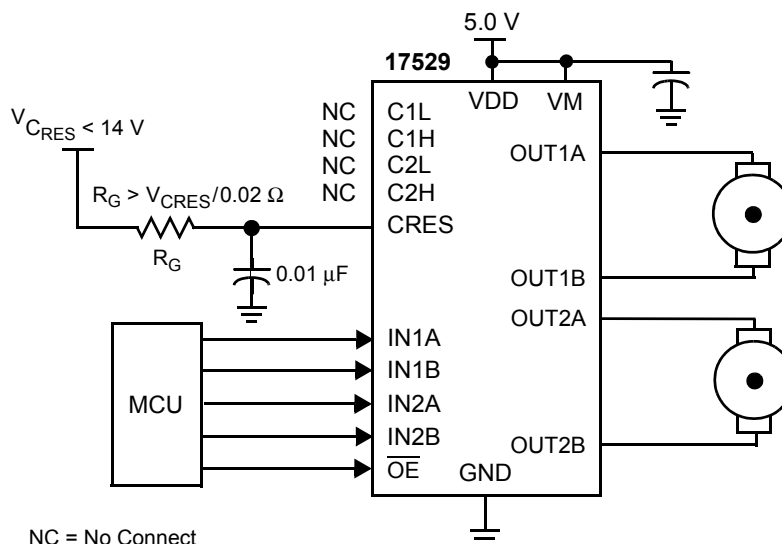 5.0 V
17529
VDD
VM
V_CRES < 14 V
NC
C1L
NC
C1H
NC
C2L
NC
C2H
CRES
R_G > V_CRES/0.02 Ω
R_G
0.01 μF
OUT1A
OUT1B
OUT2A
OUT2B
MCU
IN1A
IN1B
IN2A
IN2B
OE
GND
NC = No Connect